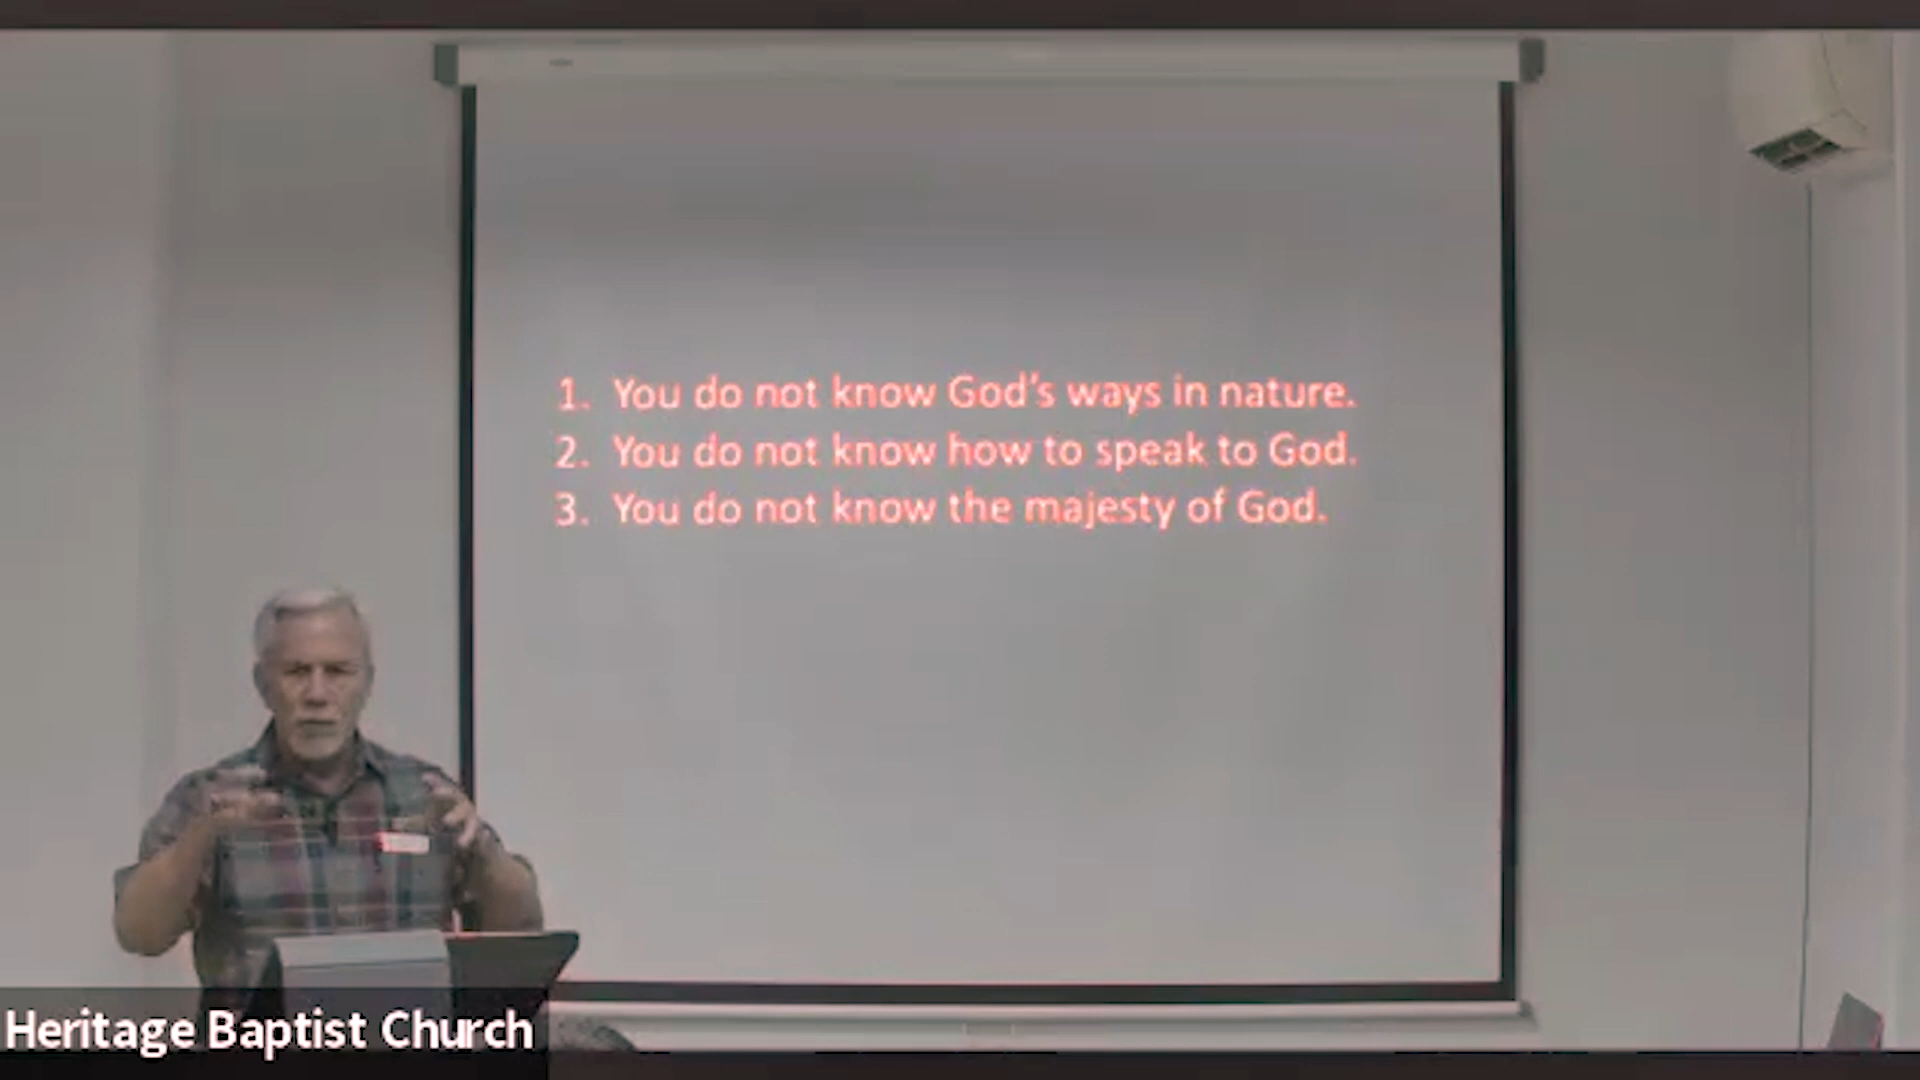 1. You do not know God's ways in nature.
2. You do not know how to speak to God.
3. You do not know the majesty of God.
Heritage Baptist Church